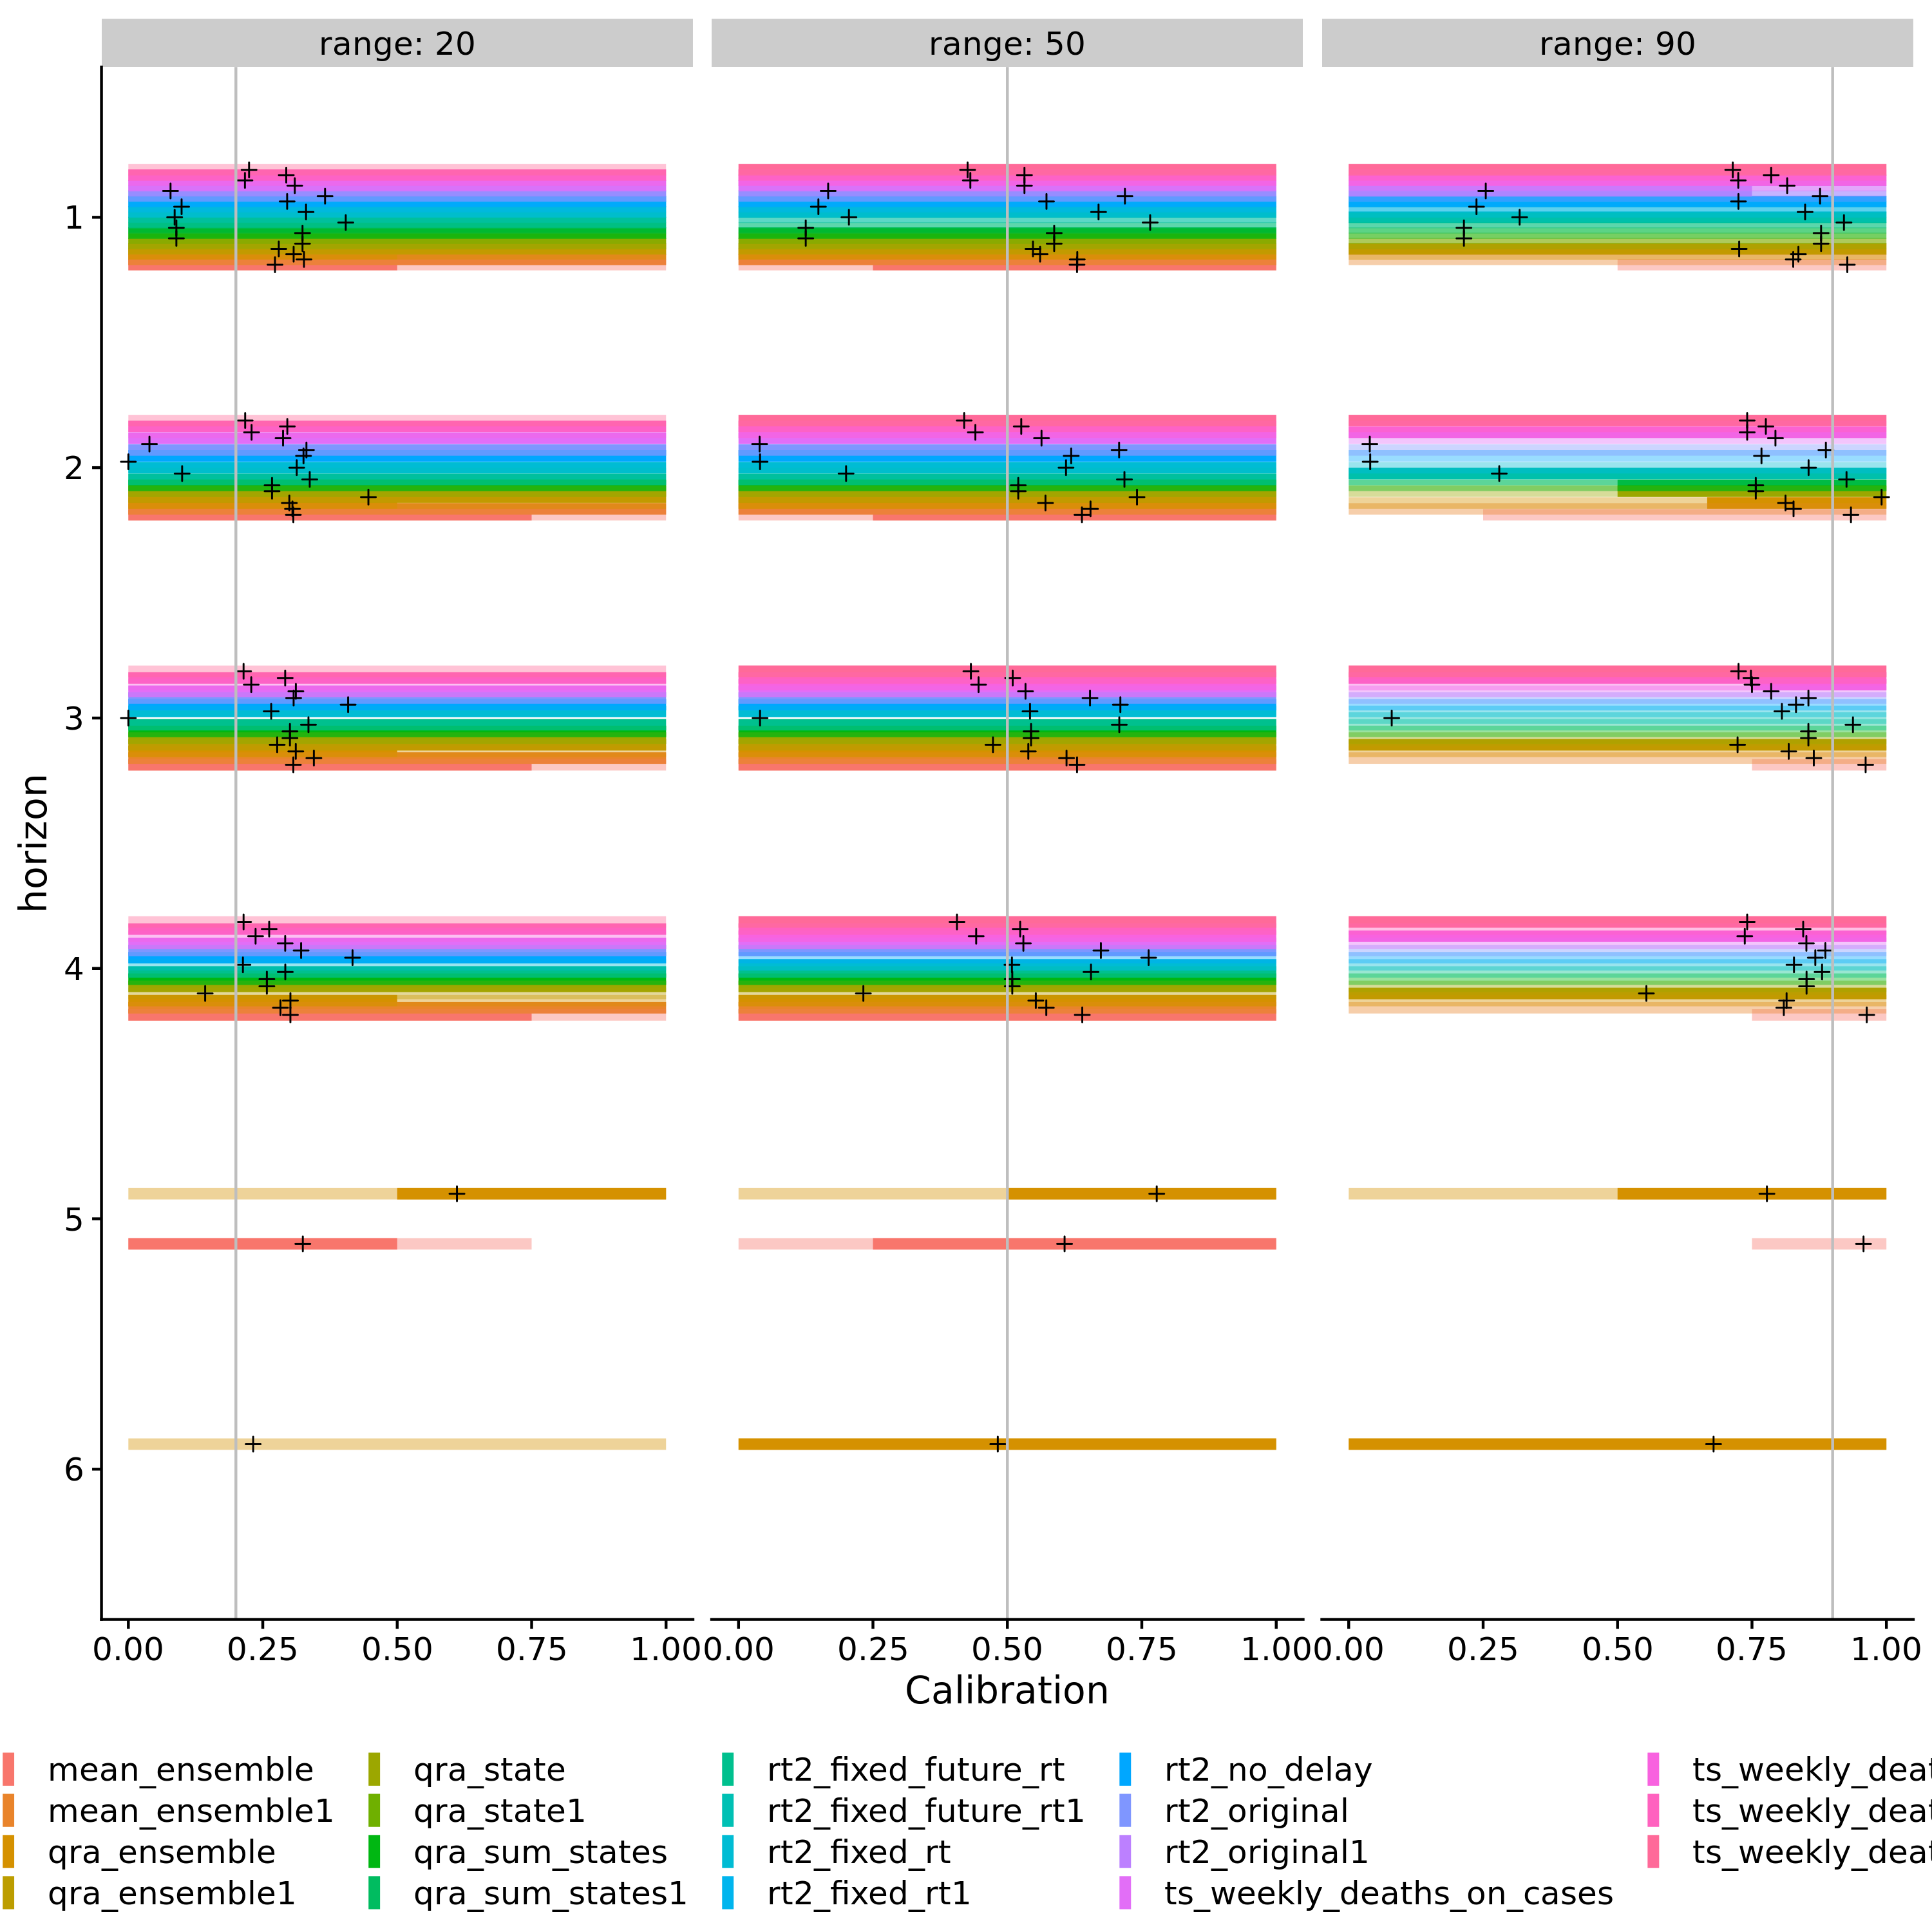 range: 20 range: 50 range: 90
1
2
3
4
5
6
horizon
0.00 0.25 0.50 0.75 1.00 0.00 0.25 0.50 0.75 1.00 0.00 0.25 0.50 0.75 1.00
Calibration
mean_ensemble qra_state rt2_fixed_future_rt rt2_no_delay ts_weekly_deat
mean_ensemble1 qra_state1 rt2_fixed_future_rt1 rt2_original ts_weekly_deat
qra_ensemble qra_sum_states rt2_fixed_rt rt2_original1 ts_weekly_deat
qra_ensemble1 qra_sum_states1 rt2_fixed_rt1 ts_weekly_deaths_on_cases